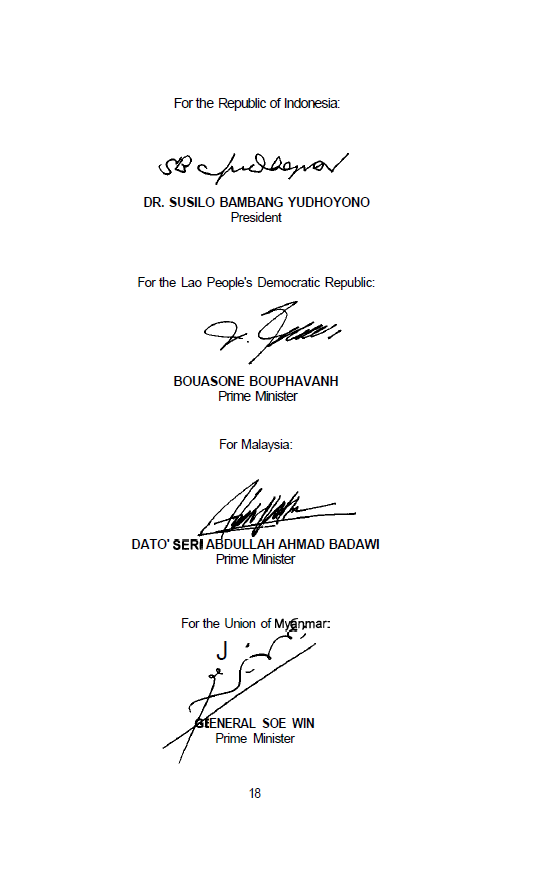 For the Republic of Indonesia:
DR. SUSILO BAMBANG YUDHOYONO
President
For the Lao People's Democratic Republic:
BOUASONE BOUPHAVANH
Prime Minister
For Malaysia:
DATO' SERI ABDULLAH AHMAD BADAWI
Prime Minister
For the Union of Myanmar:
GENERAL SOE WIN
Prime Minister
18